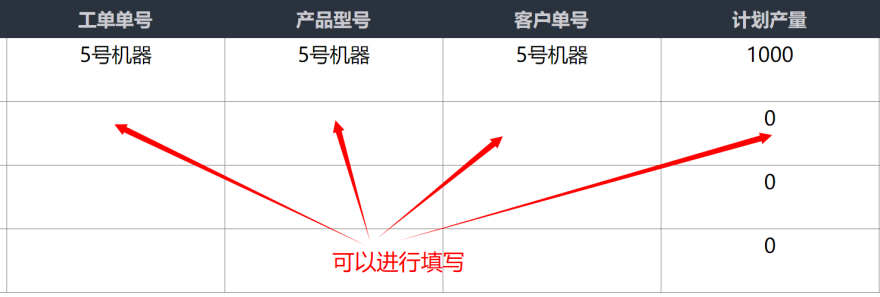 工单单号 产品型号 客户单号 计划产量
5号机器 5号机器 5号机器 1000
0
0
0
可以进行填写